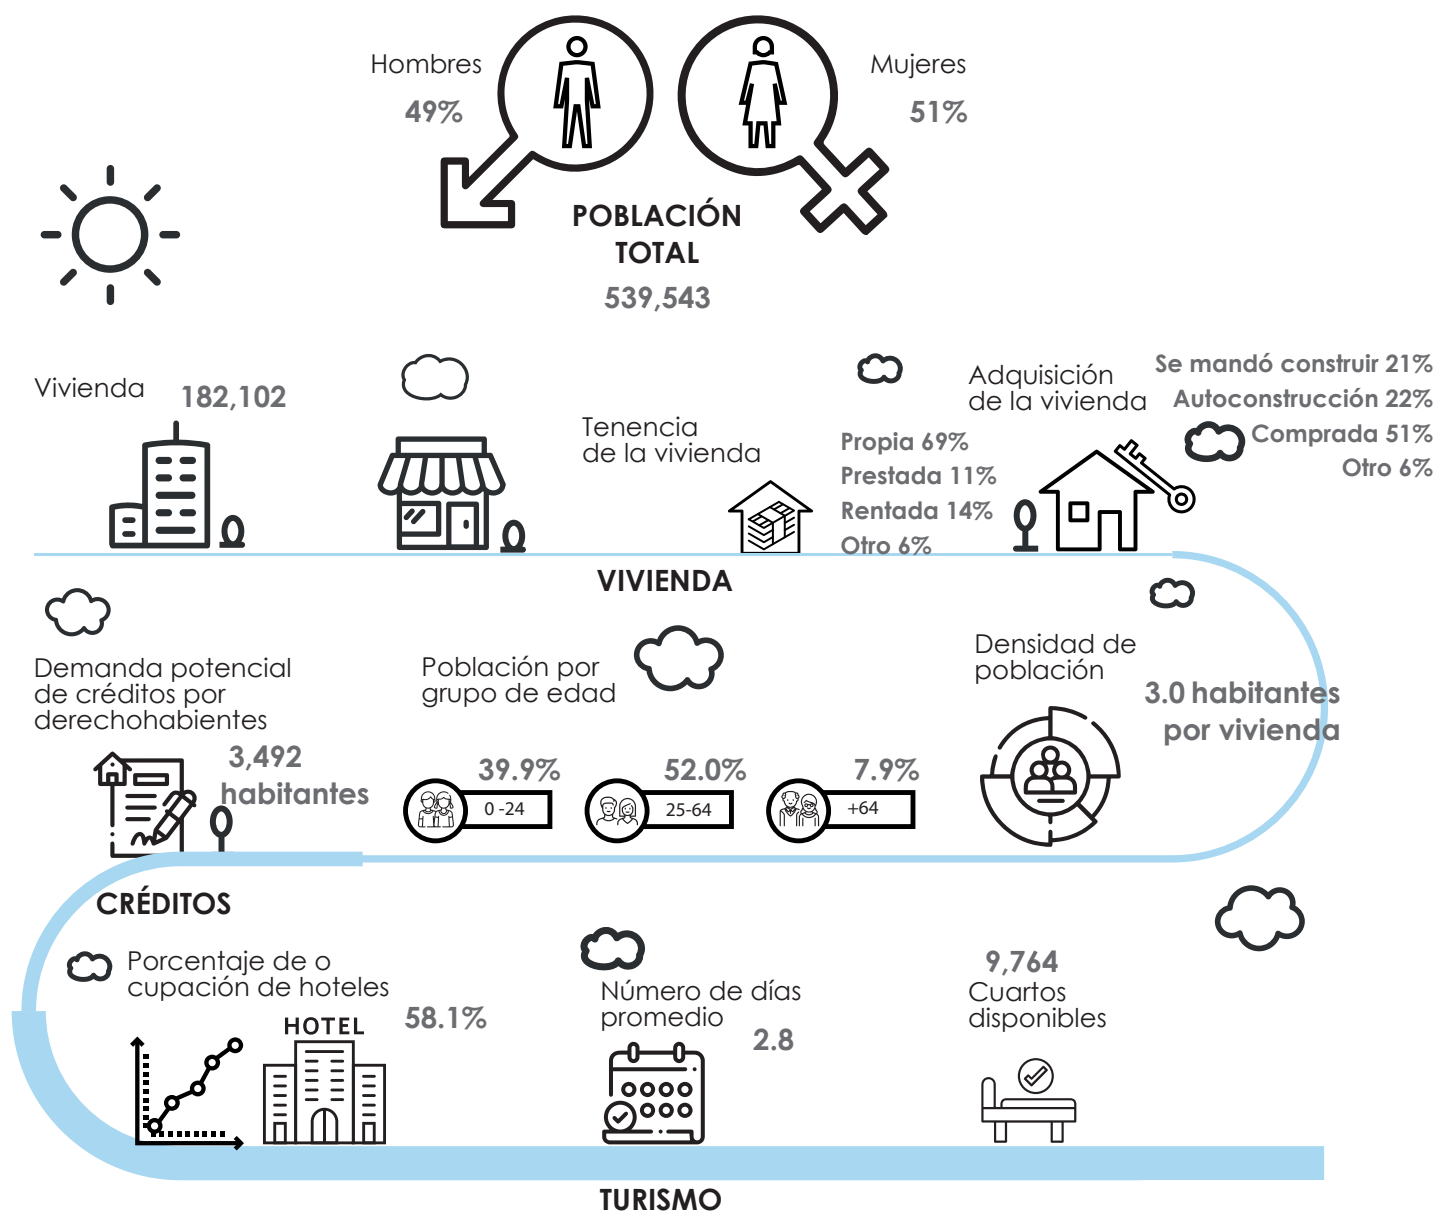 Hombres
49%
Mujeres
51%
POBLACIÓN
TOTAL
539,543
Vivienda
182,102
Tenencia
de la vivienda
Propia 69%
Prestada 11%
Rentada 14%
Otro 6%
Adquisición
de la vivienda
Se mandó construir 21%
Autoconstrucción 22%
Comprada 51%
Otro 6%
VIVIENDA
Demanda potencial
de créditos por
derechohabientes
3,492
habitantes
Población por
grupo de edad
39.9%
0 -24
52.0%
25-64
7.9%
+64
Densidad de
población
3.0 habitantes
por vivienda
CRÉDITOS
Porcentaje de o
cupación de hoteles
58.1%
HOTEL
Número de días
promedio
2.8
9,764
Cuartos
disponibles
TURISMO